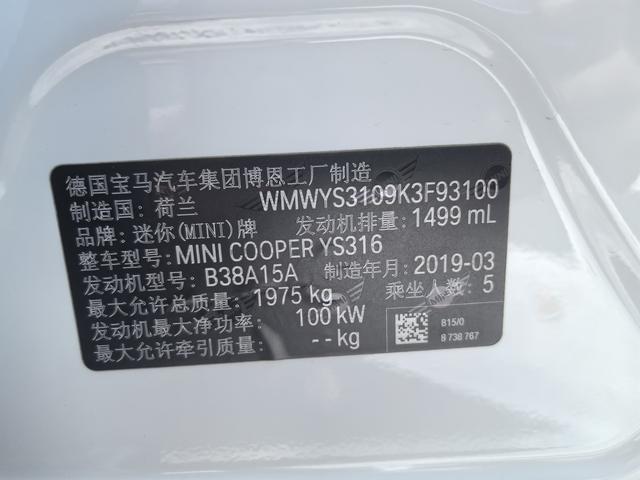 德国宝马汽车集团博恩工厂制造
制造国：荷兰 WMWYS3109K3F93100
品牌：迷你(MINI)牌 发动机排量：1499 mL
整车型号：MINI COOPER YS316
发动机型号：B38A15A 制造年月：2019-03
最大允许总质量：1975 kg 乘坐人数：5
发动机最大净功率：100 kW
最大允许牵引质量：-- kg
B15/0
8 738 767